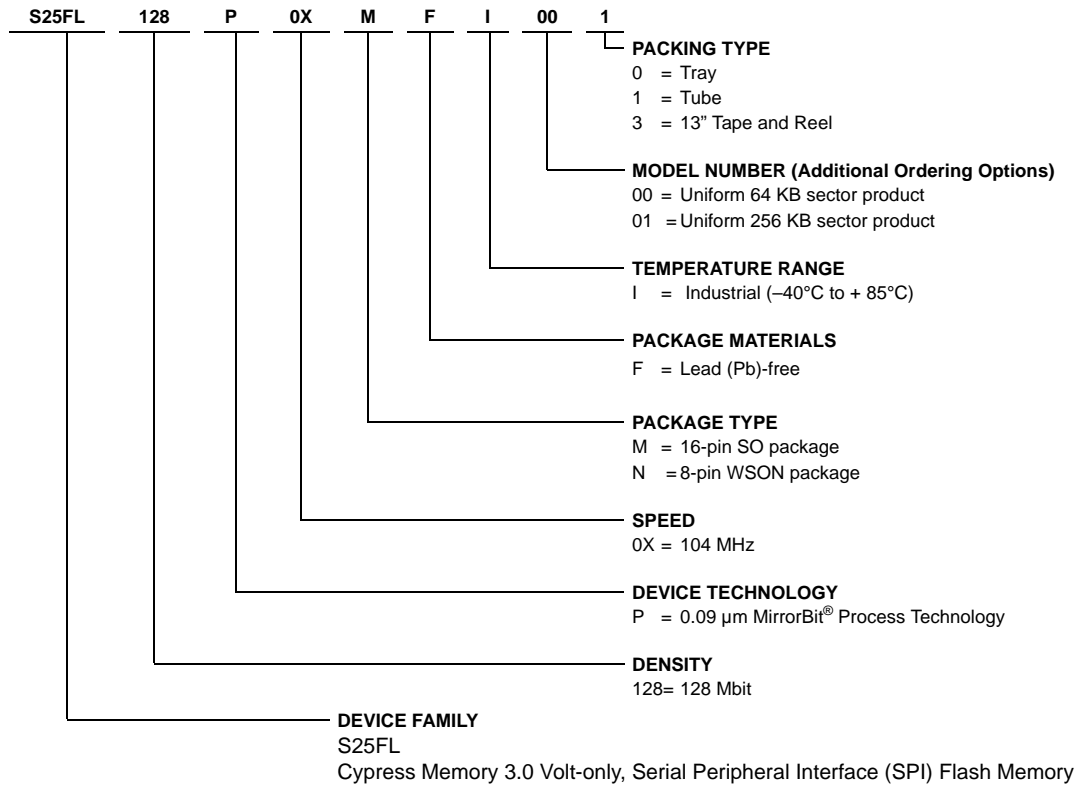 S25FL 128 P 0X M F I 00 1
PACKING TYPE
0 = Tray
1 = Tube
3 = 13” Tape and Reel
MODEL NUMBER (Additional Ordering Options)
00 = Uniform 64 KB sector product
01 = Uniform 256 KB sector product
TEMPERATURE RANGE
I = Industrial (–40°C to + 85°C)
PACKAGE MATERIALS
F = Lead (Pb)-free
PACKAGE TYPE
M = 16-pin SO package
N = 8-pin WSON package
SPEED
0X = 104 MHz
DEVICE TECHNOLOGY
P = 0.09 µm MirrorBit® Process Technology
DENSITY
128= 128 Mbit
DEVICE FAMILY
S25FL
Cypress Memory 3.0 Volt-only, Serial Peripheral Interface (SPI) Flash Memory